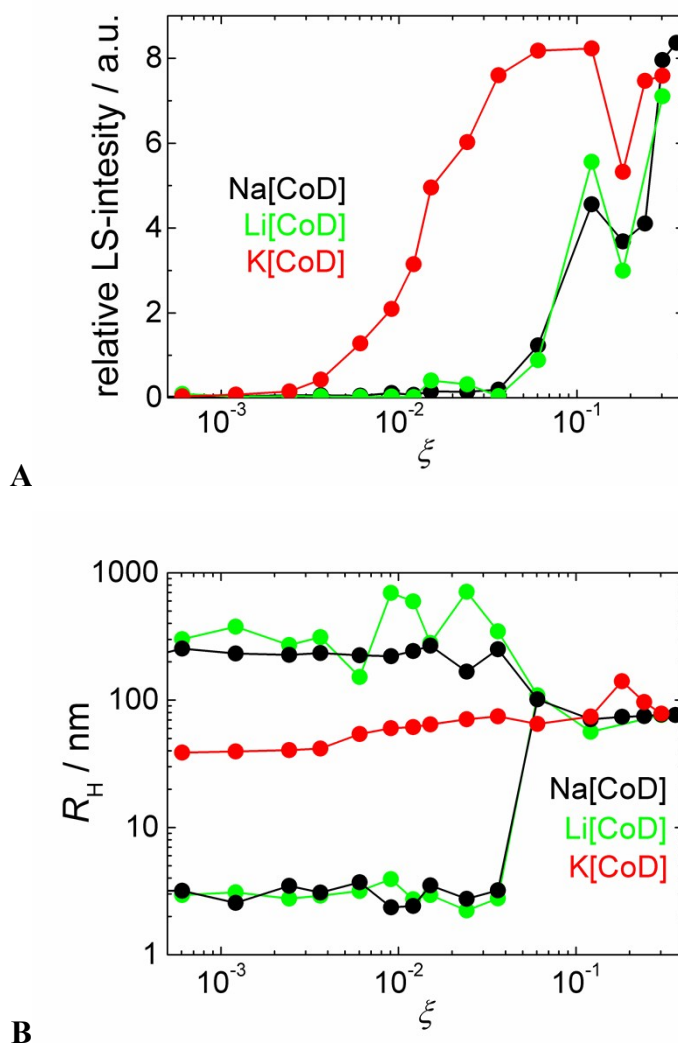 relative LS-intesity / a.u.
8
6
4
2
0
Na[CoD]
Li[CoD]
K[CoD]
10⁻³
10⁻²
10⁻¹
ξ
A
R_H / nm
1000
100
10
1
Na[CoD]
Li[CoD]
K[CoD]
10⁻³
10⁻²
10⁻¹
ξ
B